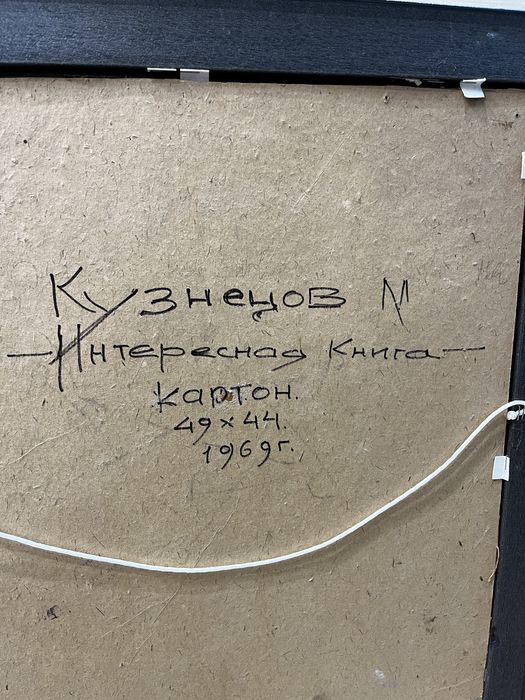 Кузнецов М
—Интересная книга—
картон.
49×44.
1969г.